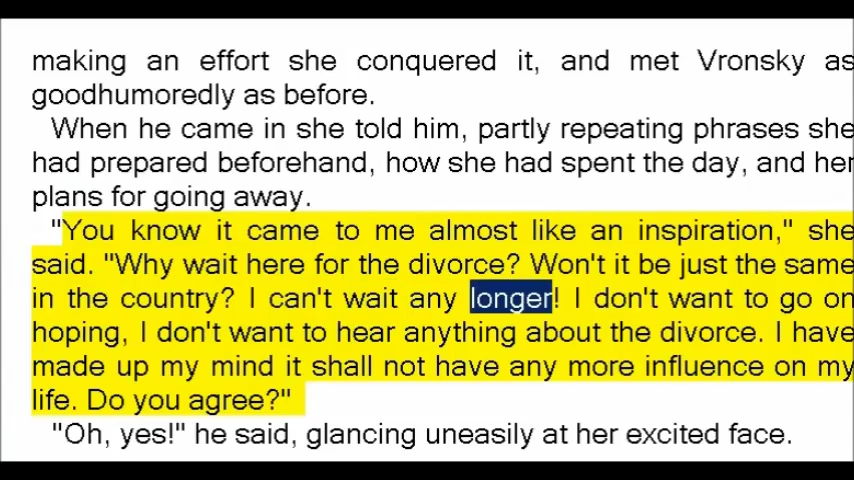 making an effort she conquered it, and met Vronsky as
goodhumoredly as before.
When he came in she told him, partly repeating phrases she
had prepared beforehand, how she had spent the day, and her
plans for going away.
"You know it came to me almost like an inspiration," she
said. "Why wait here for the divorce? Won't it be just the same
in the country? I can't wait any longer! I don't want to go on
hoping, I don't want to hear anything about the divorce. I have
made up my mind it shall not have any more influence on my
life. Do you agree?"
"Oh, yes!" he said, glancing uneasily at her excited face.